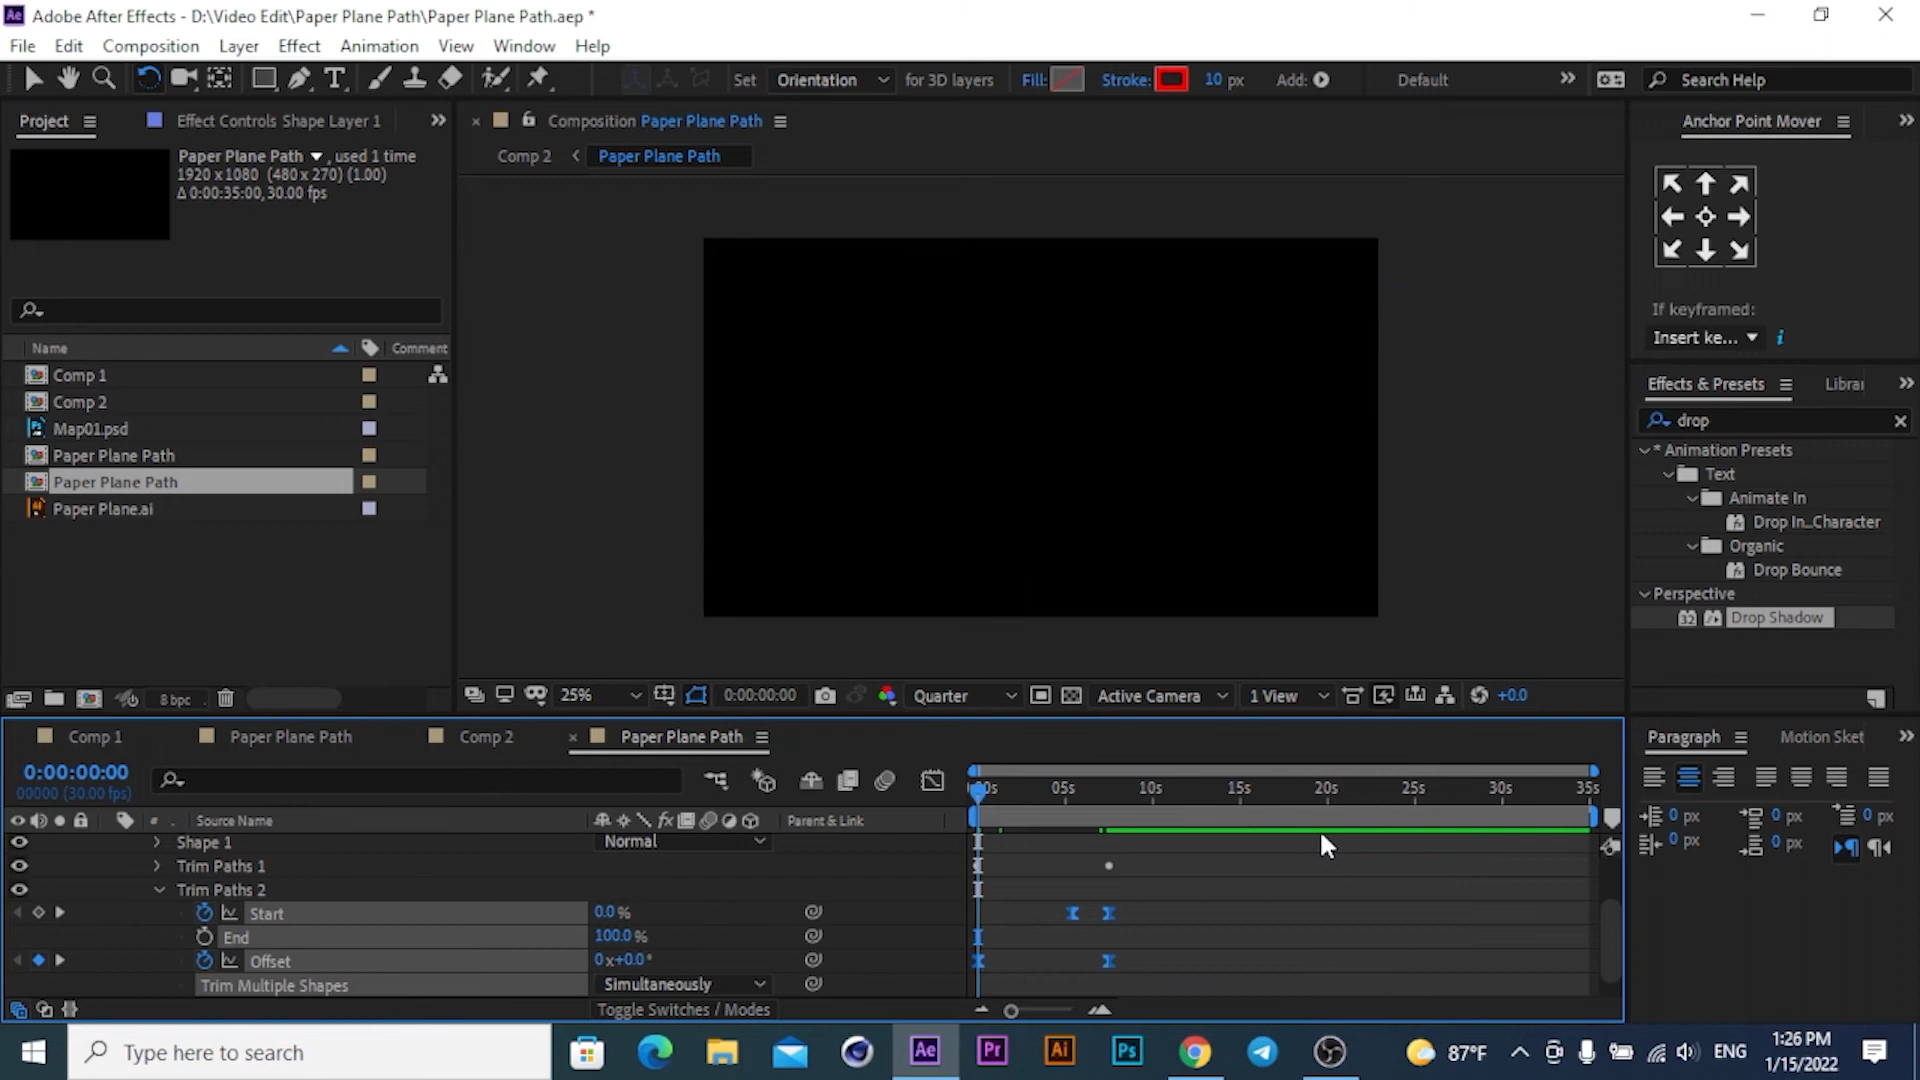 Adobe After Effects - D:\Video Edit\Paper Plane Path\Paper Plane Path.aep *
File Edit Composition Layer Effect Animation View Window Help
Set Orientation for 3D layers Fill: Stroke: 10 px Add: Default Search Help
Project Effect Controls Shape Layer 1
Paper Plane Path , used 1 time
1920 x 1080 (480 x 270) (1.00)
Δ 0:00:35:00, 30.00 fps
Name Comment
Comp 1
Comp 2
Map01.psd
Paper Plane Path
Paper Plane Path
Paper Plane.ai
8 bpc
Composition Paper Plane Path
Comp 2 Paper Plane Path
25% 0:00:00:00 Quarter Active Camera 1 View +0.0
Anchor Point Mover
If keyframed:
Insert ke...
Effects & Presets Librai
drop
* Animation Presets
Text
Animate In
Drop In_Character
Organic
Drop Bounce
Perspective
32 Drop Shadow
Comp 1 Paper Plane Path Comp 2 Paper Plane Path
0:00:00:00
00000 (30.00 fps)
05s 10s 15s 20s 25s 30s 35s
# Source Name Parent & Link
Shape 1 Normal
Trim Paths 1
Trim Paths 2
Start 0.0 %
End 100.0 %
Offset 0 x+0.0°
Trim Multiple Shapes Simultaneously
Toggle Switches / Modes
Paragraph Motion Sket
0 px 0 px 0 px
0 px 0 px
Type here to search
Ae Pr Ai Ps
87°F ENG
1:26 PM
1/15/2022